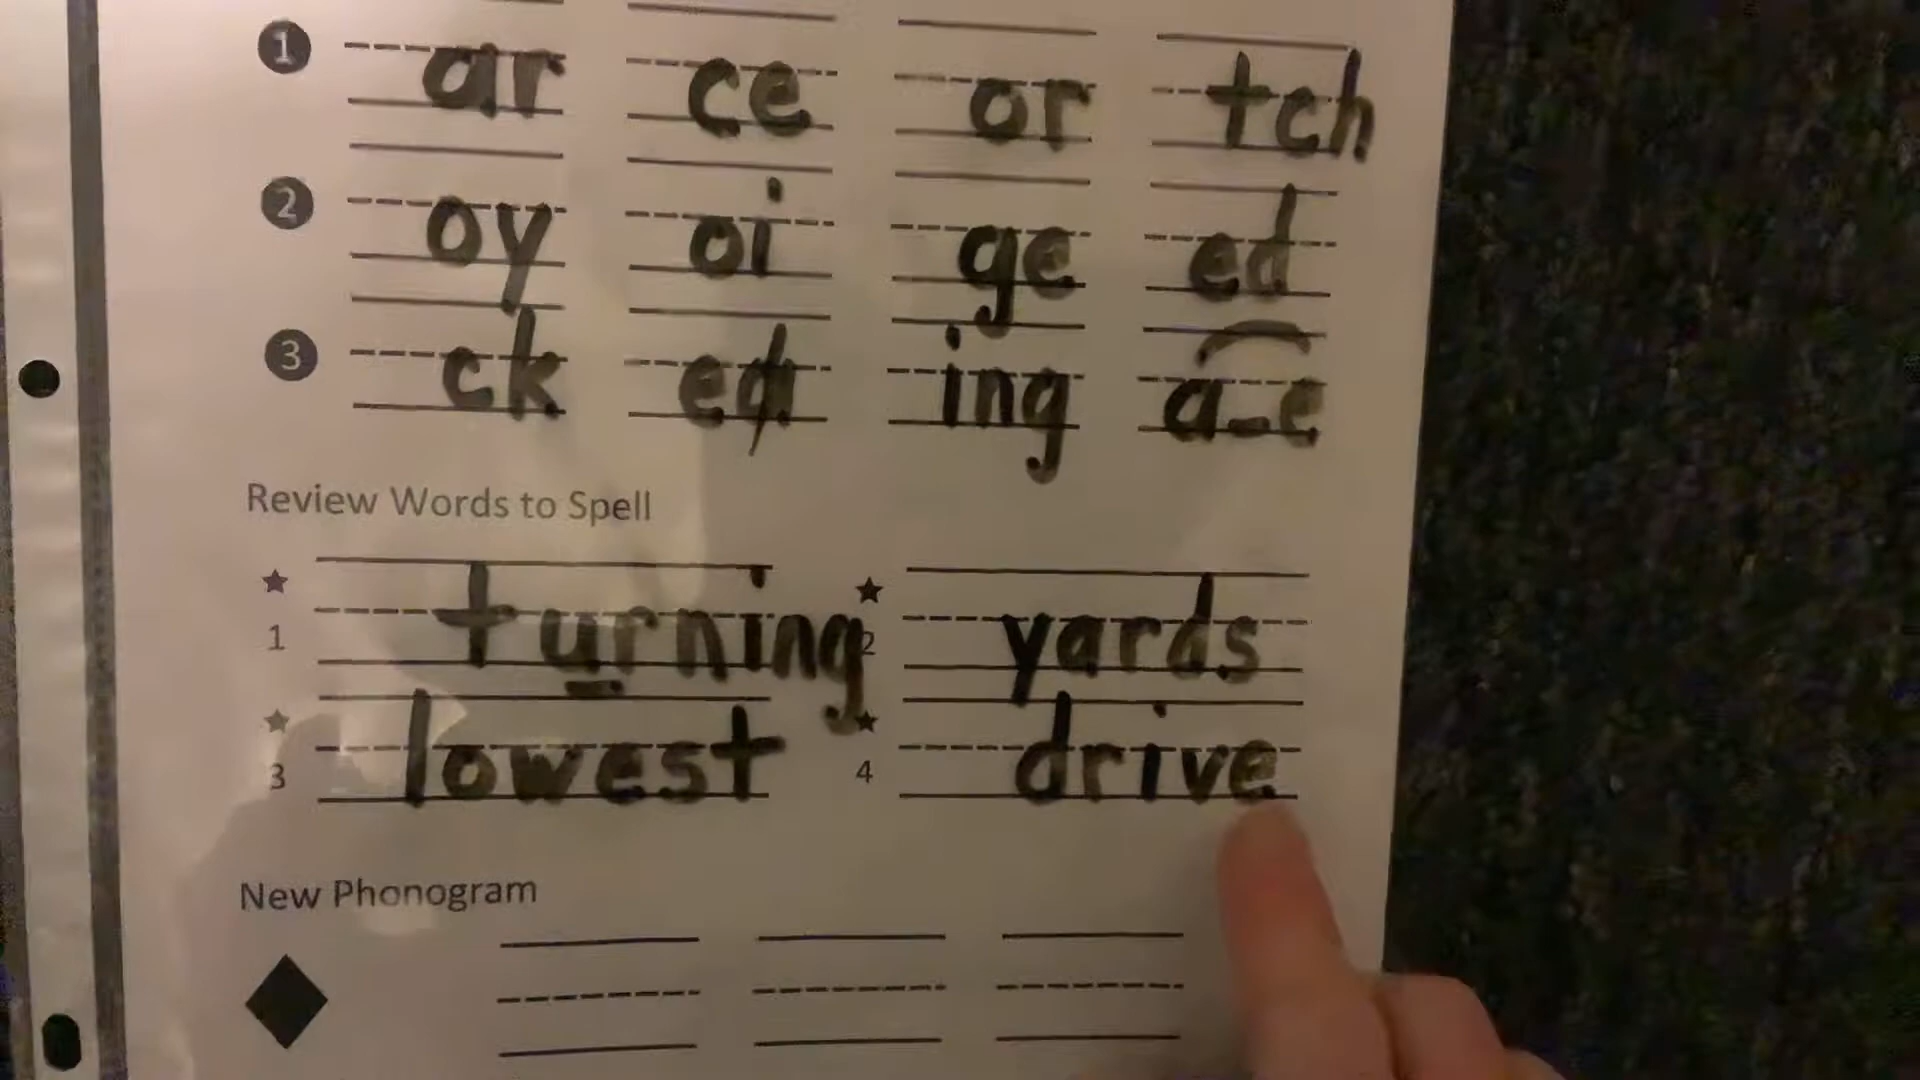 1 ar ce or tch
2 oy oi ge ed
3 ck ed ing a-e
Review Words to Spell
1 turning 2 yards
3 lowest 4 drive
New Phonogram